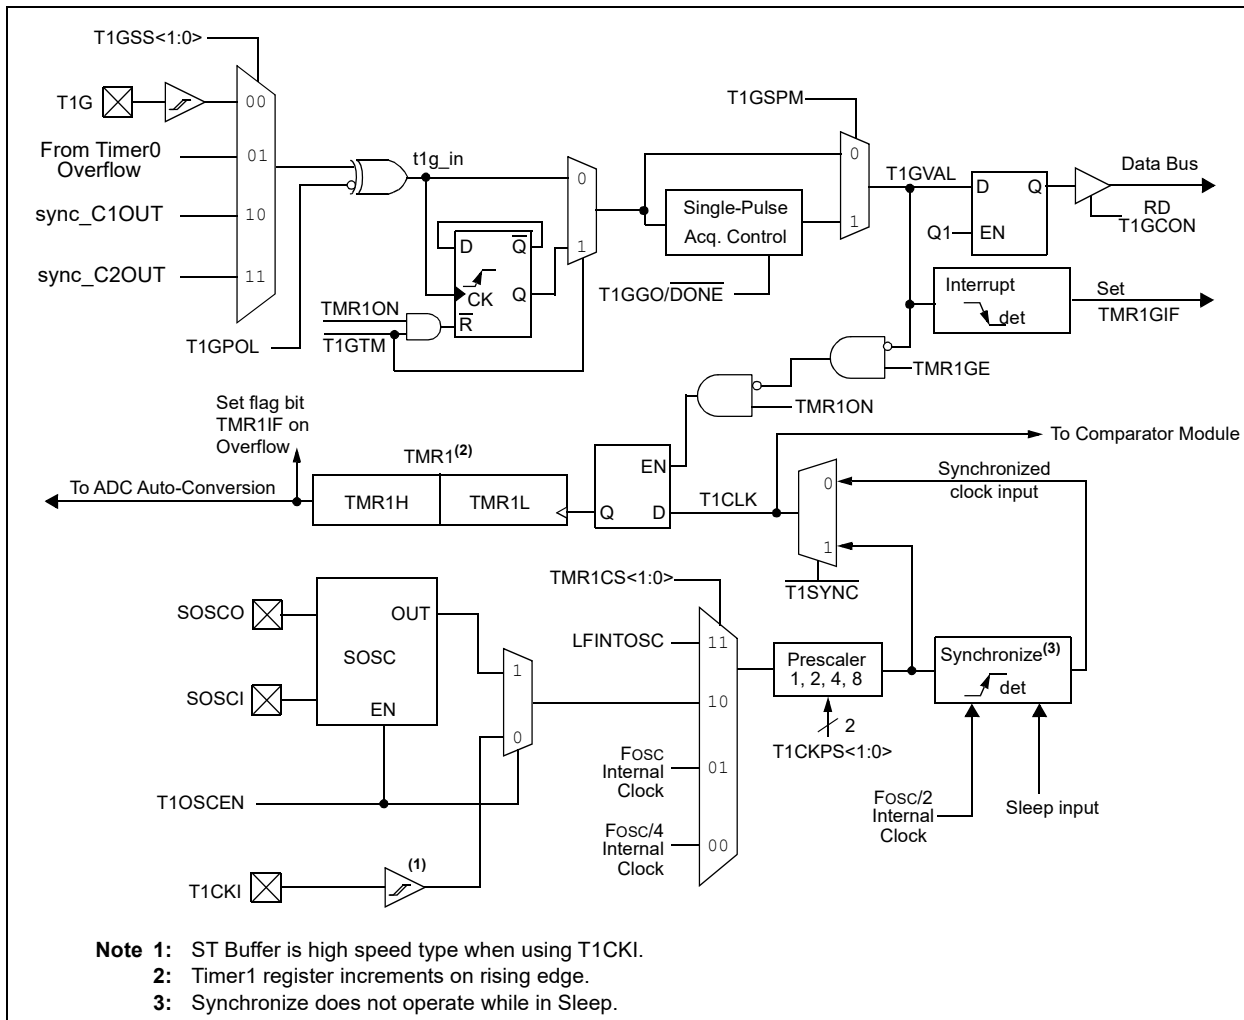 T1GSS<1:0>
T1G
00
From Timer0
Overflow
01
sync_C1OUT
10
sync_C2OUT
11
T1GPOL
t1g_in
0
1
D
Q
CK
Q
R
TMR1ON
T1GTM
T1GSPM
0
1
Single-Pulse
Acq. Control
T1GGO/DONE
T1GVAL
D
Q
Q1
EN
Data Bus
RD
T1GCON
Interrupt
det
Set
TMR1GIF
TMR1GE
TMR1ON
Set flag bit
TMR1IF on
Overflow
TMR1(2)
To ADC Auto-Conversion
TMR1H
TMR1L
EN
Q
D
T1CLK
To Comparator Module
0
1
Synchronized
clock input
T1SYNC
TMR1CS<1:0>
SOSCO
OUT
SOSC
SOSCI
EN
1
0
T1OSCEN
T1CKI
(1)
LFINTOSC
11
10
FOSC
Internal
Clock
01
FOSC/4
Internal
Clock
00
Prescaler
1, 2, 4, 8
2
T1CKPS<1:0>
Synchronize(3)
det
FOSC/2
Internal
Clock
Sleep input
Note 1: ST Buffer is high speed type when using T1CKI.
2: Timer1 register increments on rising edge.
3: Synchronize does not operate while in Sleep.